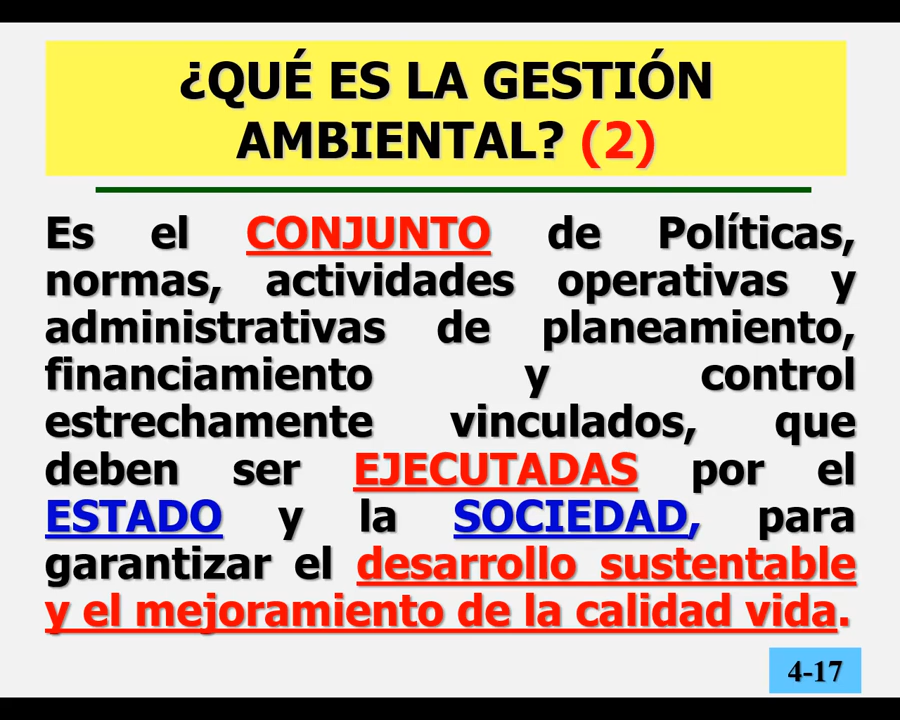 ¿QUÉ ES LA GESTIÓN
AMBIENTAL? (2)
Es el CONJUNTO de Políticas,
normas, actividades operativas y
administrativas de planeamiento,
financiamiento y control
estrechamente vinculados, que
deben ser EJECUTADAS por el
ESTADO y la SOCIEDAD, para
garantizar el desarrollo sustentable
y el mejoramiento de la calidad vida.
4-17